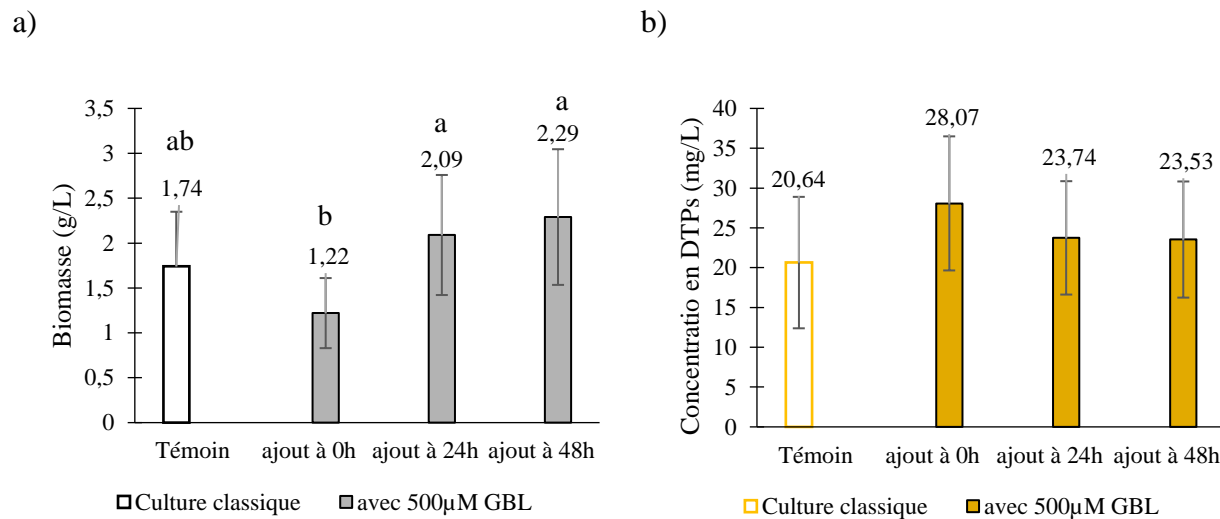 a)
Biomasse (g/L)
3,5
3
2,5
2
1,5
1
0,5
0
ab
1,74
b
1,22
a
2,09
a
2,29
Témoin ajout à 0h ajout à 24h ajout à 48h
Culture classique avec 500µM GBL
b)
Concentratio en DTPs (mg/L)
40
35
30
25
20
15
10
5
0
20,64
28,07
23,74
23,53
Témoin ajout à 0h ajout à 24h ajout à 48h
Culture classique avec 500µM GBL